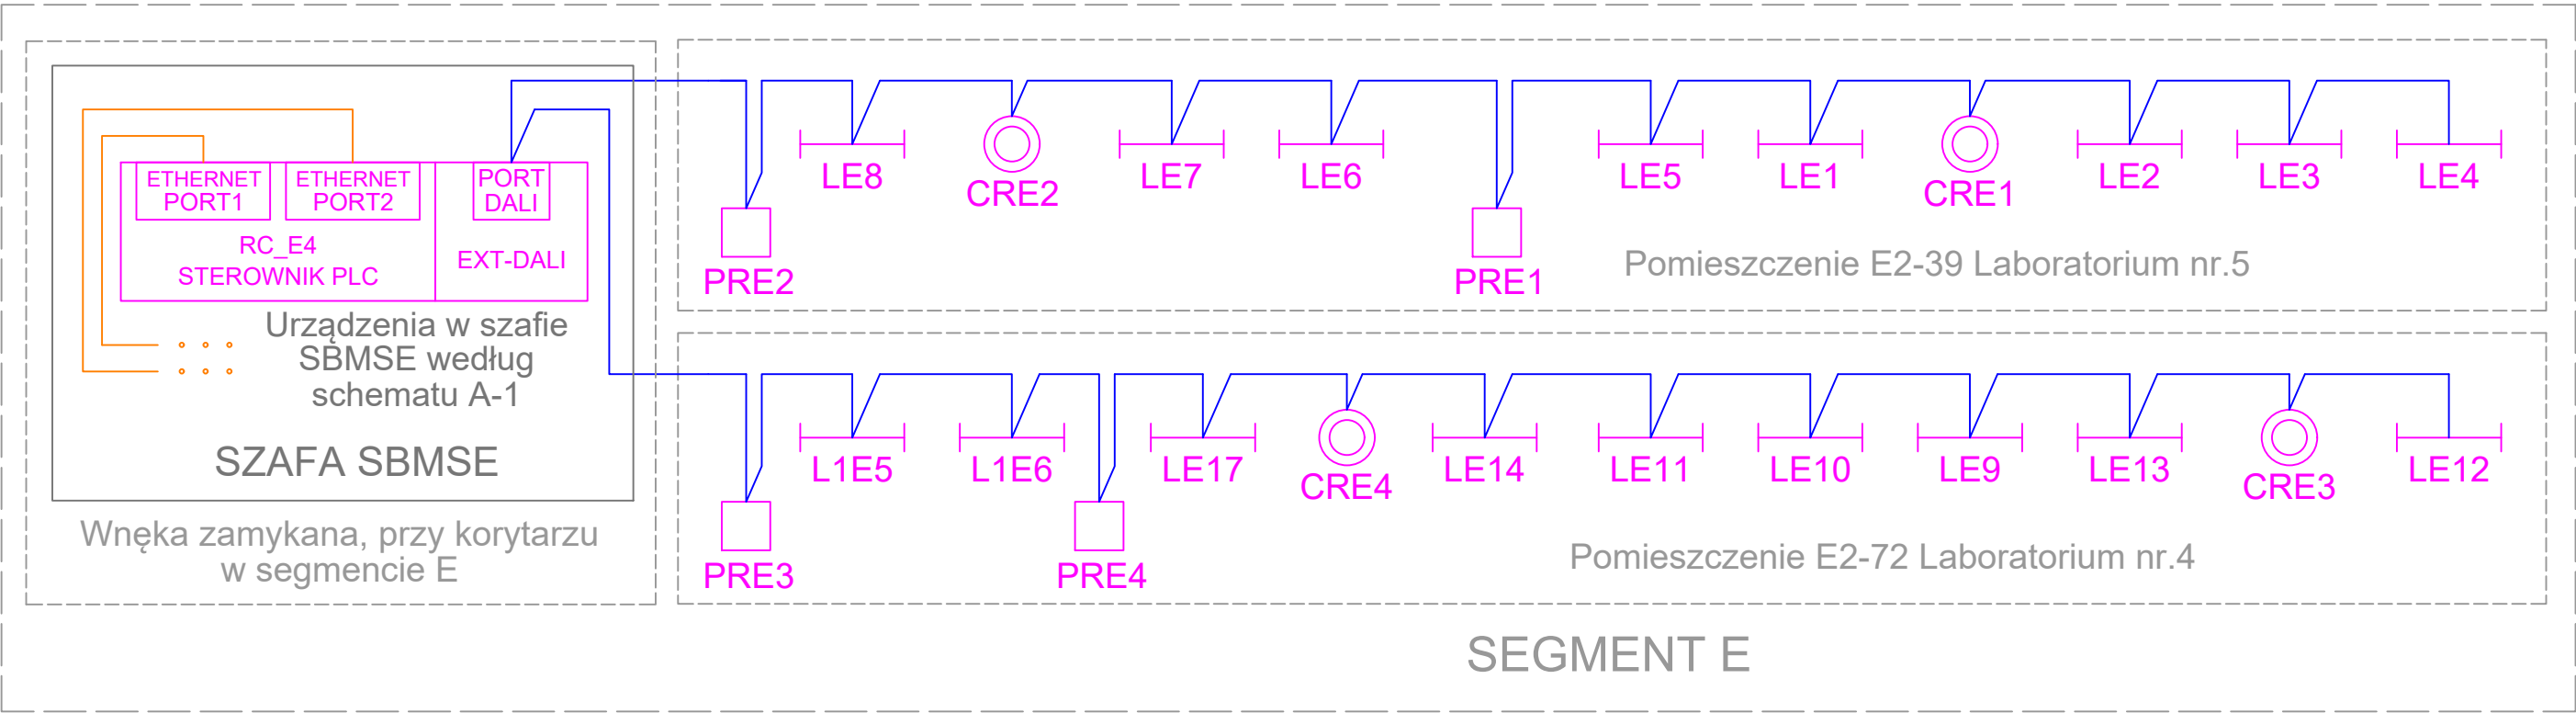 ETHERNET
PORT1
ETHERNET
PORT2
PORT
DALI
RC_E4
STEROWNIK PLC
EXT-DALI
Urządzenia w szafie
SBMSE według
schematu A-1
SZAFA SBMSE
Wnęka zamykana, przy korytarzu
w segmencie E
LE8
CRE2
LE7
LE6
LE5
LE1
CRE1
LE2
LE3
LE4
PRE2
PRE1
Pomieszczenie E2-39 Laboratorium nr.5
L1E5
L1E6
LE17
CRE4
LE14
LE11
LE10
LE9
LE13
CRE3
LE12
PRE3
PRE4
Pomieszczenie E2-72 Laboratorium nr.4
SEGMENT E